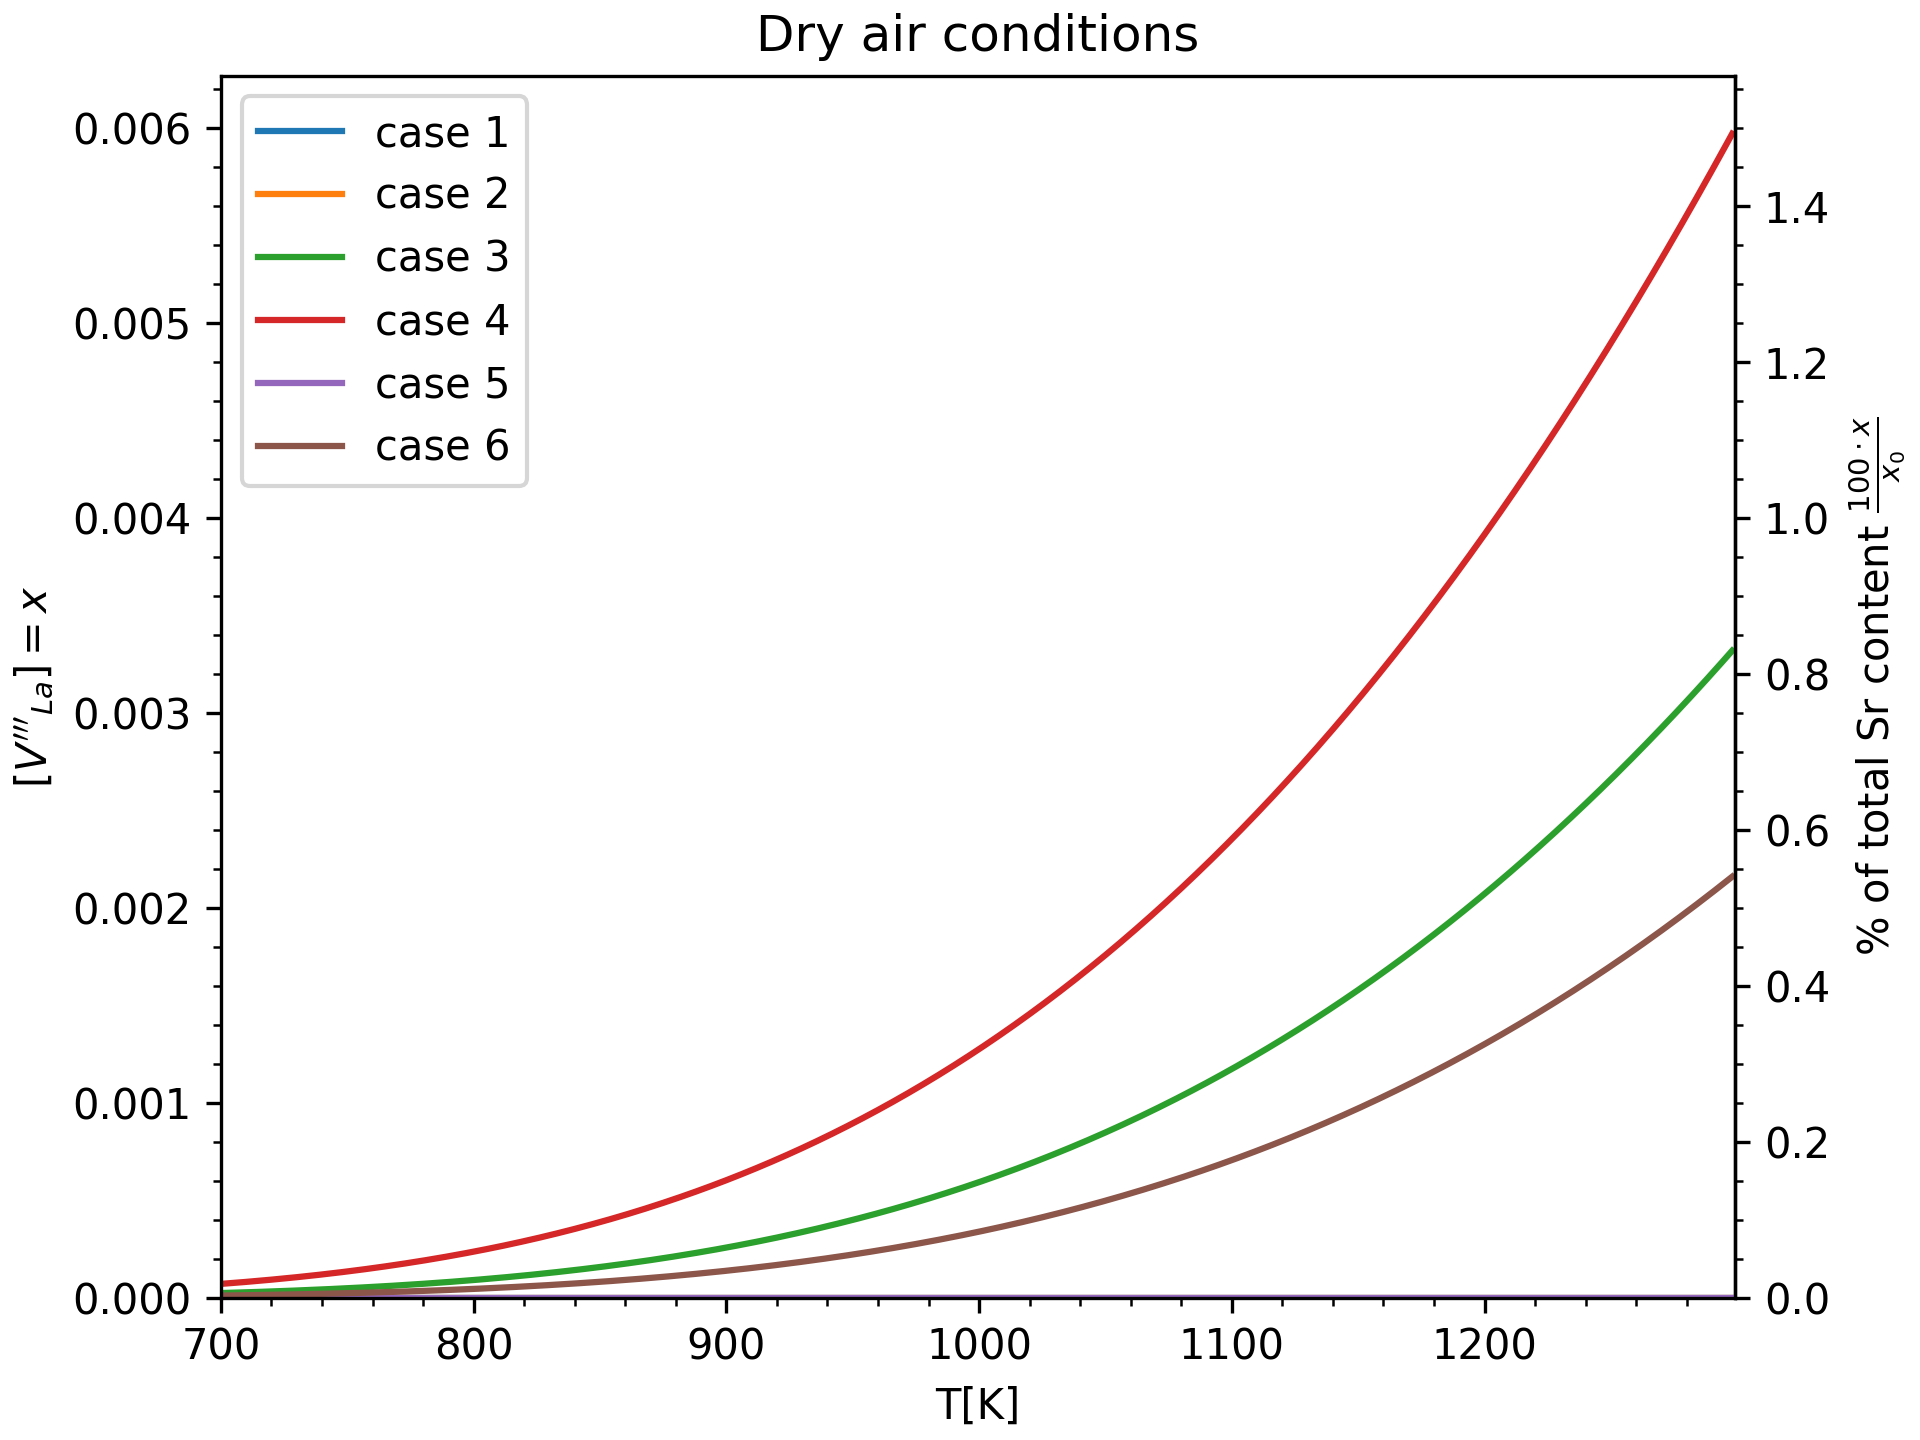 Dry air conditions
case 1
case 2
case 3
case 4
case 5
case 6
0.006
0.005
0.004
0.003
0.002
0.001
0.000
[V'''La] = x
1.4
1.2
1.0
0.8
0.6
0.4
0.2
0.0
% of total Sr content 100 · x / x0
700 800 900 1000 1100 1200
T[K]